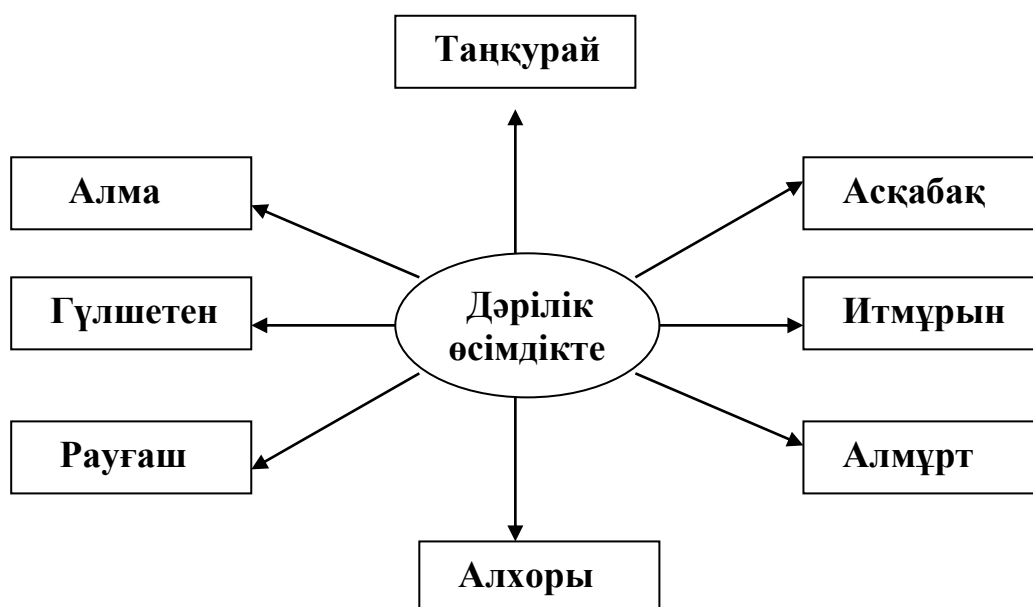 Таңқурай
Алма
Асқабақ
Гүлшетен
Дәрілік
өсімдікте
Итмұрын
Рауғаш
Алмұрт
Алхоры